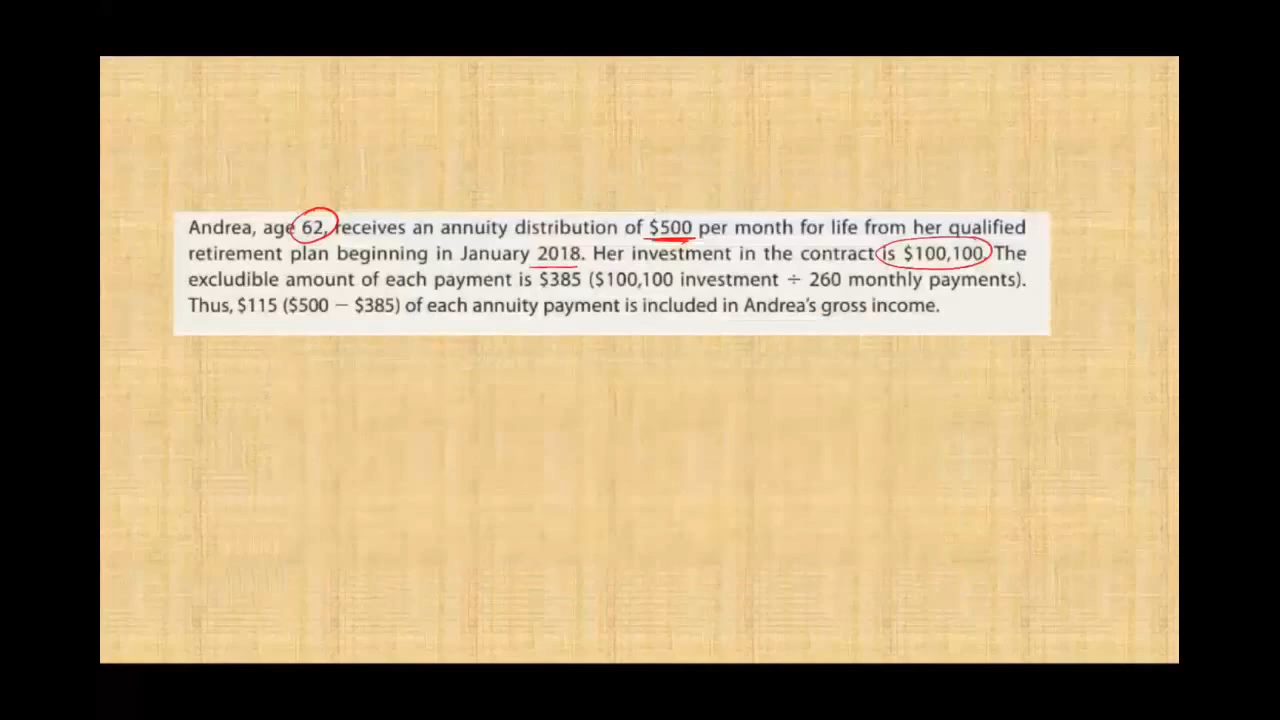 Andrea, age 62, receives an annuity distribution of $500 per month for life from her qualified
retirement plan beginning in January 2018. Her investment in the contract is $100,100. The
excludible amount of each payment is $385 ($100,100 investment ÷ 260 monthly payments).
Thus, $115 ($500 − $385) of each annuity payment is included in Andrea's gross income.